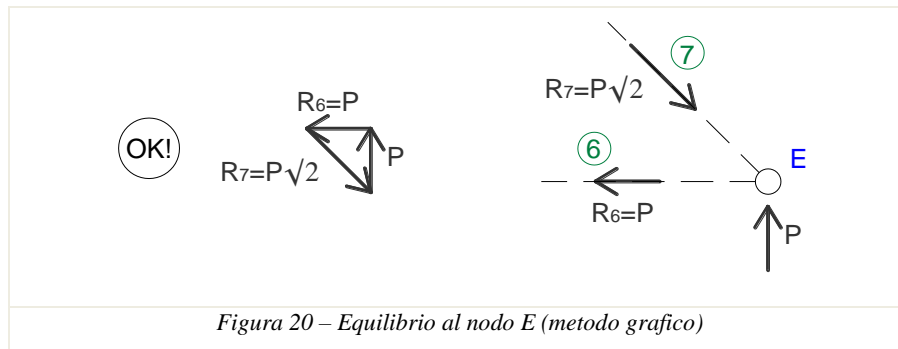 OK!
R6=P
P
R7=P√2
7
R7=P√2
6
E
R6=P
P
Figura 20 – Equilibrio al nodo E (metodo grafico)